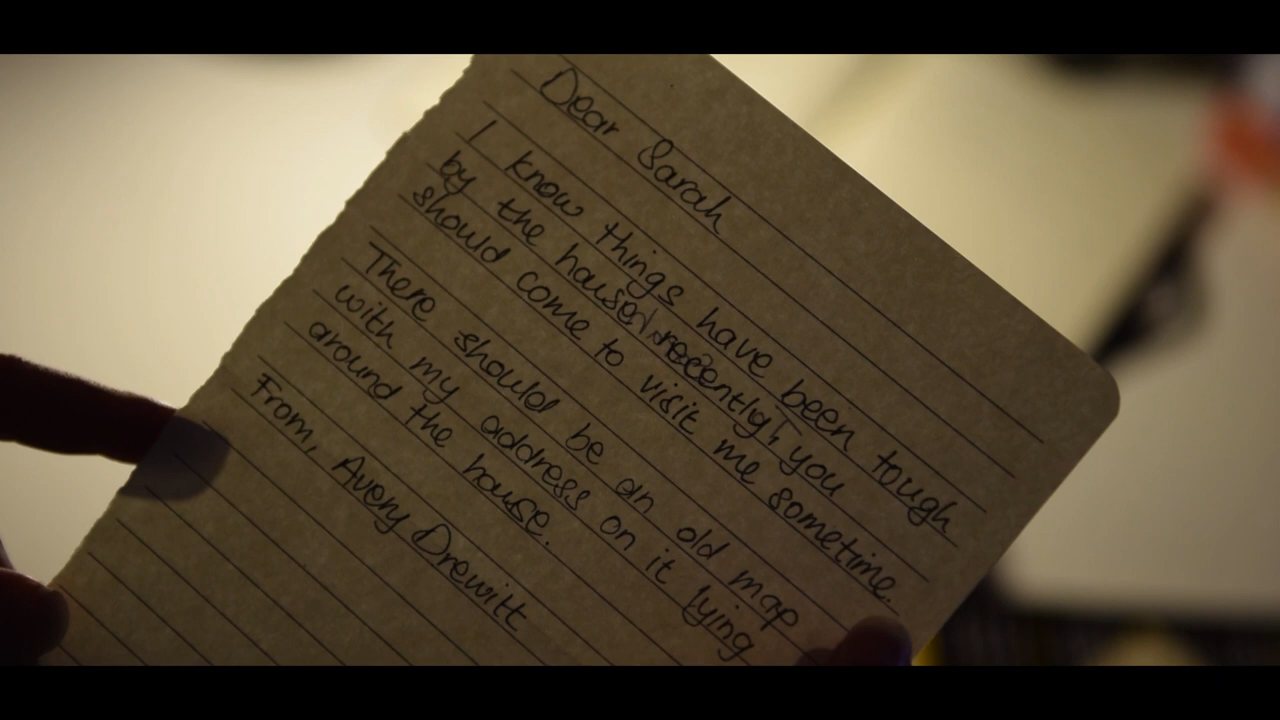 Dear Sarah
I know things have been tough
by the house recently, you
should come to visit me sometime.
There should be an old map
with my address on it lying
around the house.
From, Avery Drewitt